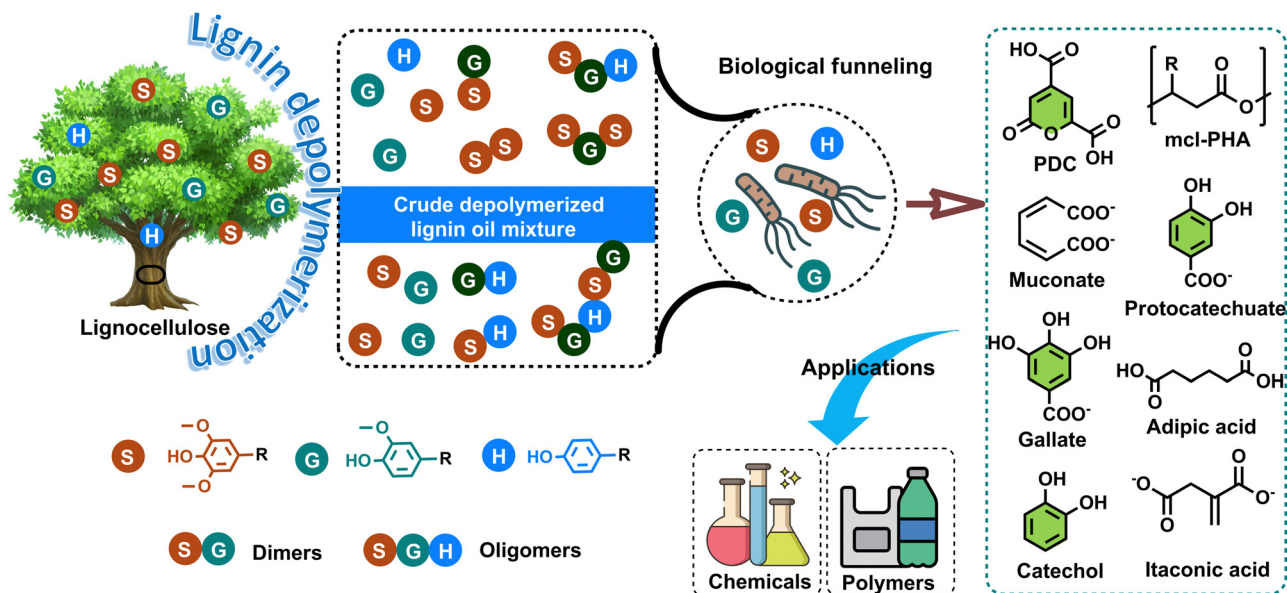 Lignin depolymerization
S
G
H
S
S
S
G
G
S
G
S
H
Lignocellulose
H
G
S
G
S
S
G
H
G
S
S
S
G
S
Crude depolymerized
lignin oil mixture
S
G
G
H
G
S
S
H
G
S
G
S
H
Biological funneling
S
H
G
S
G
HO
O
O
O
O
OH
PDC
R
O
O
mcl-PHA
COO-
COO-
Muconate
OH
OH
COO-
Protocatechuate
OH
HO
OH
COO-
Gallate
HO
O
O
OH
Adipic acid
OH
OH
Catechol
-O
O
O
O-
Itaconic acid
Applications
Chemicals
Polymers
S
O
HO
O
R
G
O
HO
R
H
HO
R
S G Dimers
S G H Oligomers